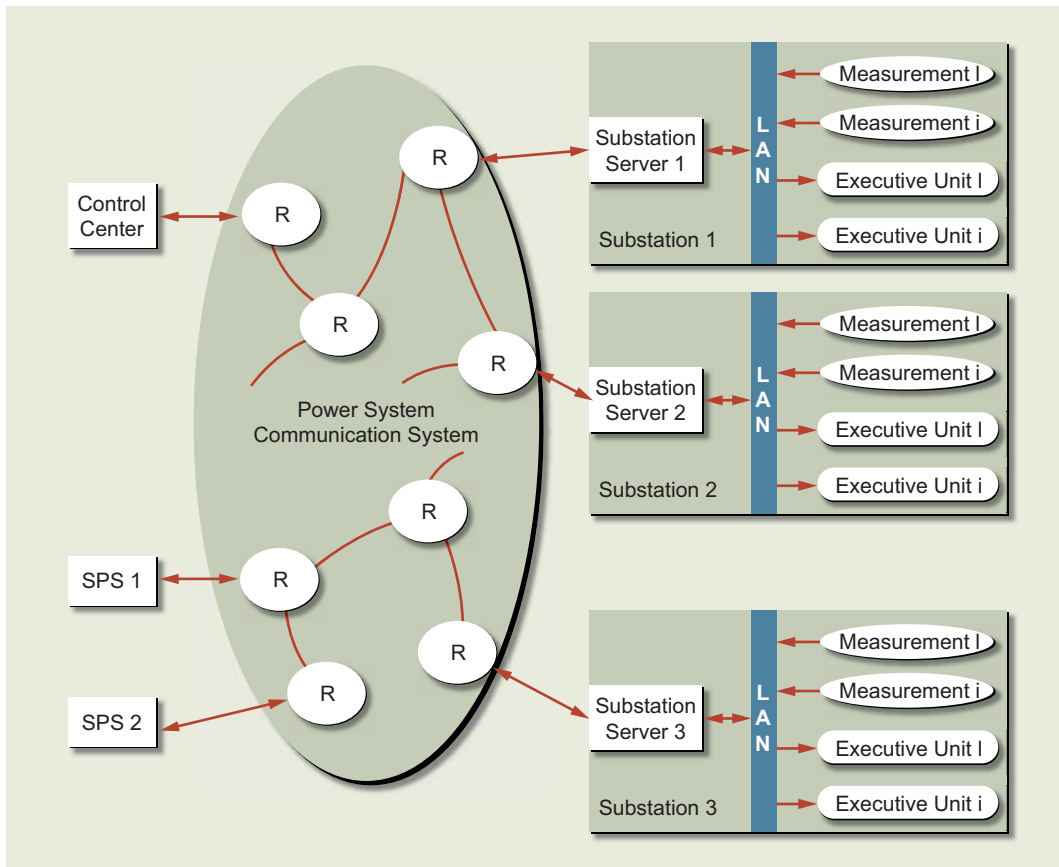 Control
Center
SPS 1
SPS 2
R
R
R
R
R
R
R
R
Power System
Communication System
Substation
Server 1
Substation 1
L
A
N
Measurement l
Measurement i
Executive Unit l
Executive Unit i
Substation
Server 2
Substation 2
L
A
N
Measurement l
Measurement i
Executive Unit l
Executive Unit i
Substation
Server 3
Substation 3
L
A
N
Measurement l
Measurement i
Executive Unit l
Executive Unit i